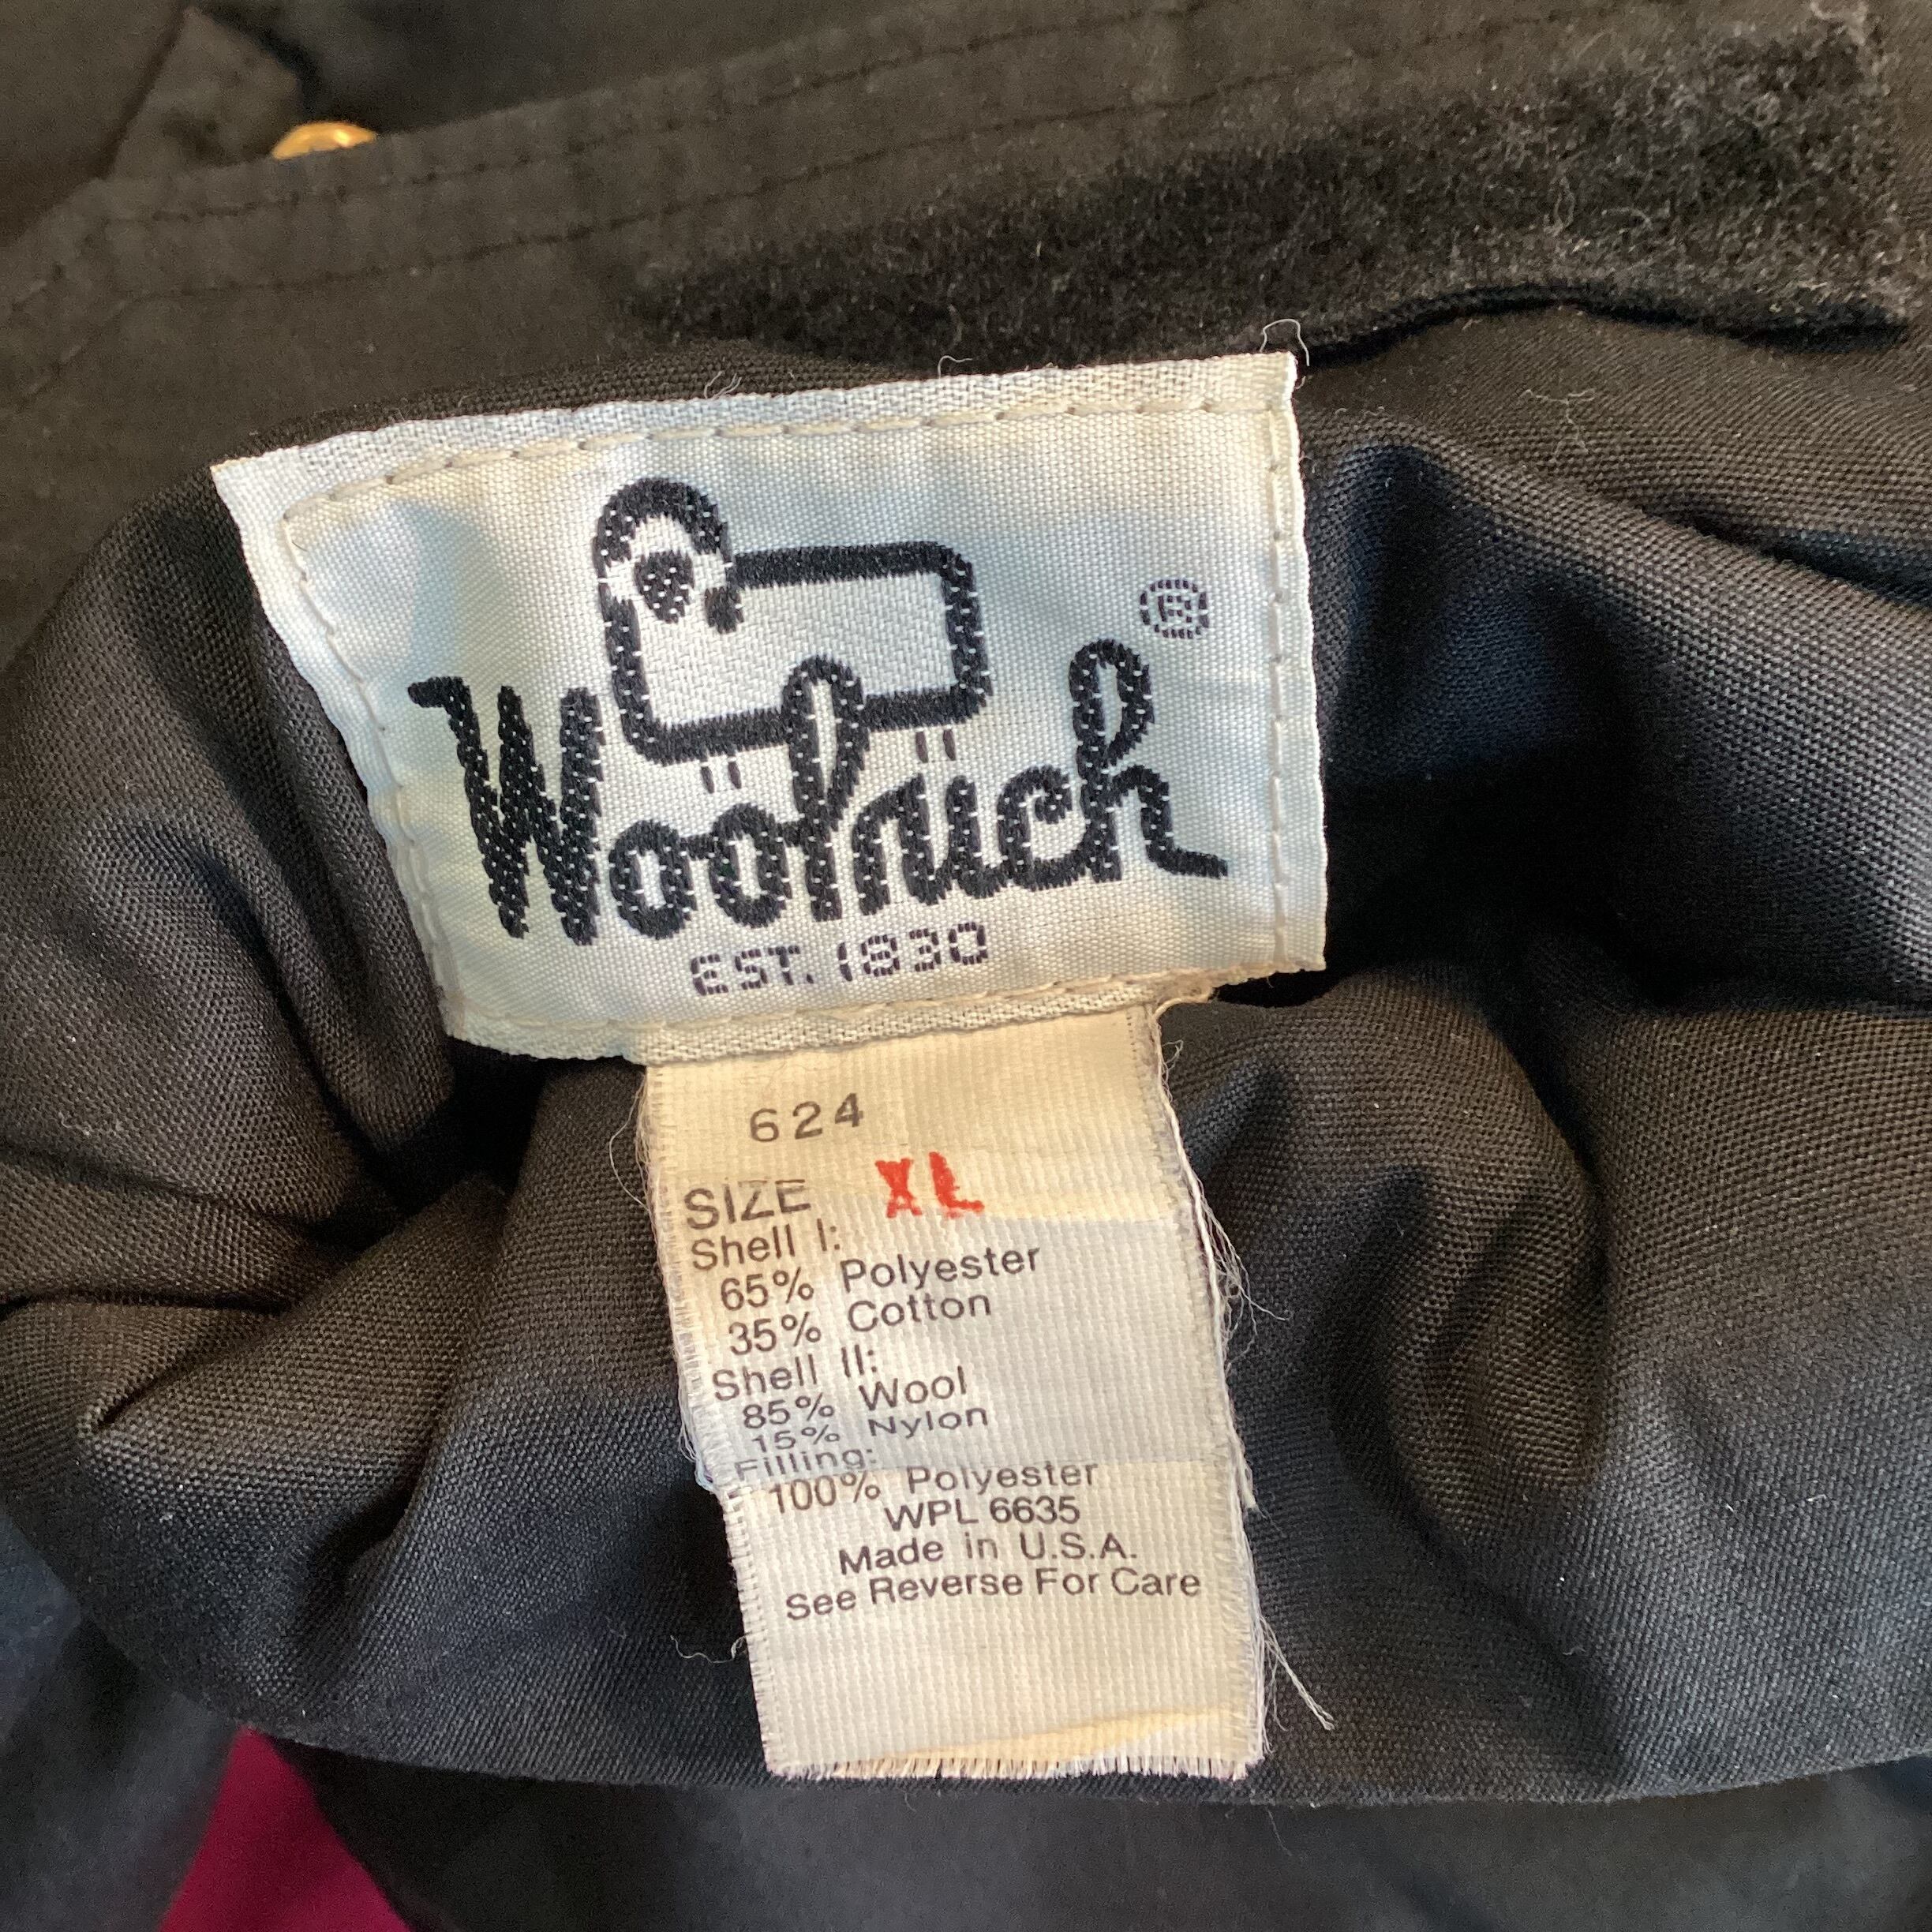 ®
Woolrich
EST. 1830
624
SIZE XL
Shell I:
65% Polyester
35% Cotton
Shell II:
85% Wool
15% Nylon
Filling:
100% Polyester
WPL 6635
Made in U.S.A.
See Reverse For Care